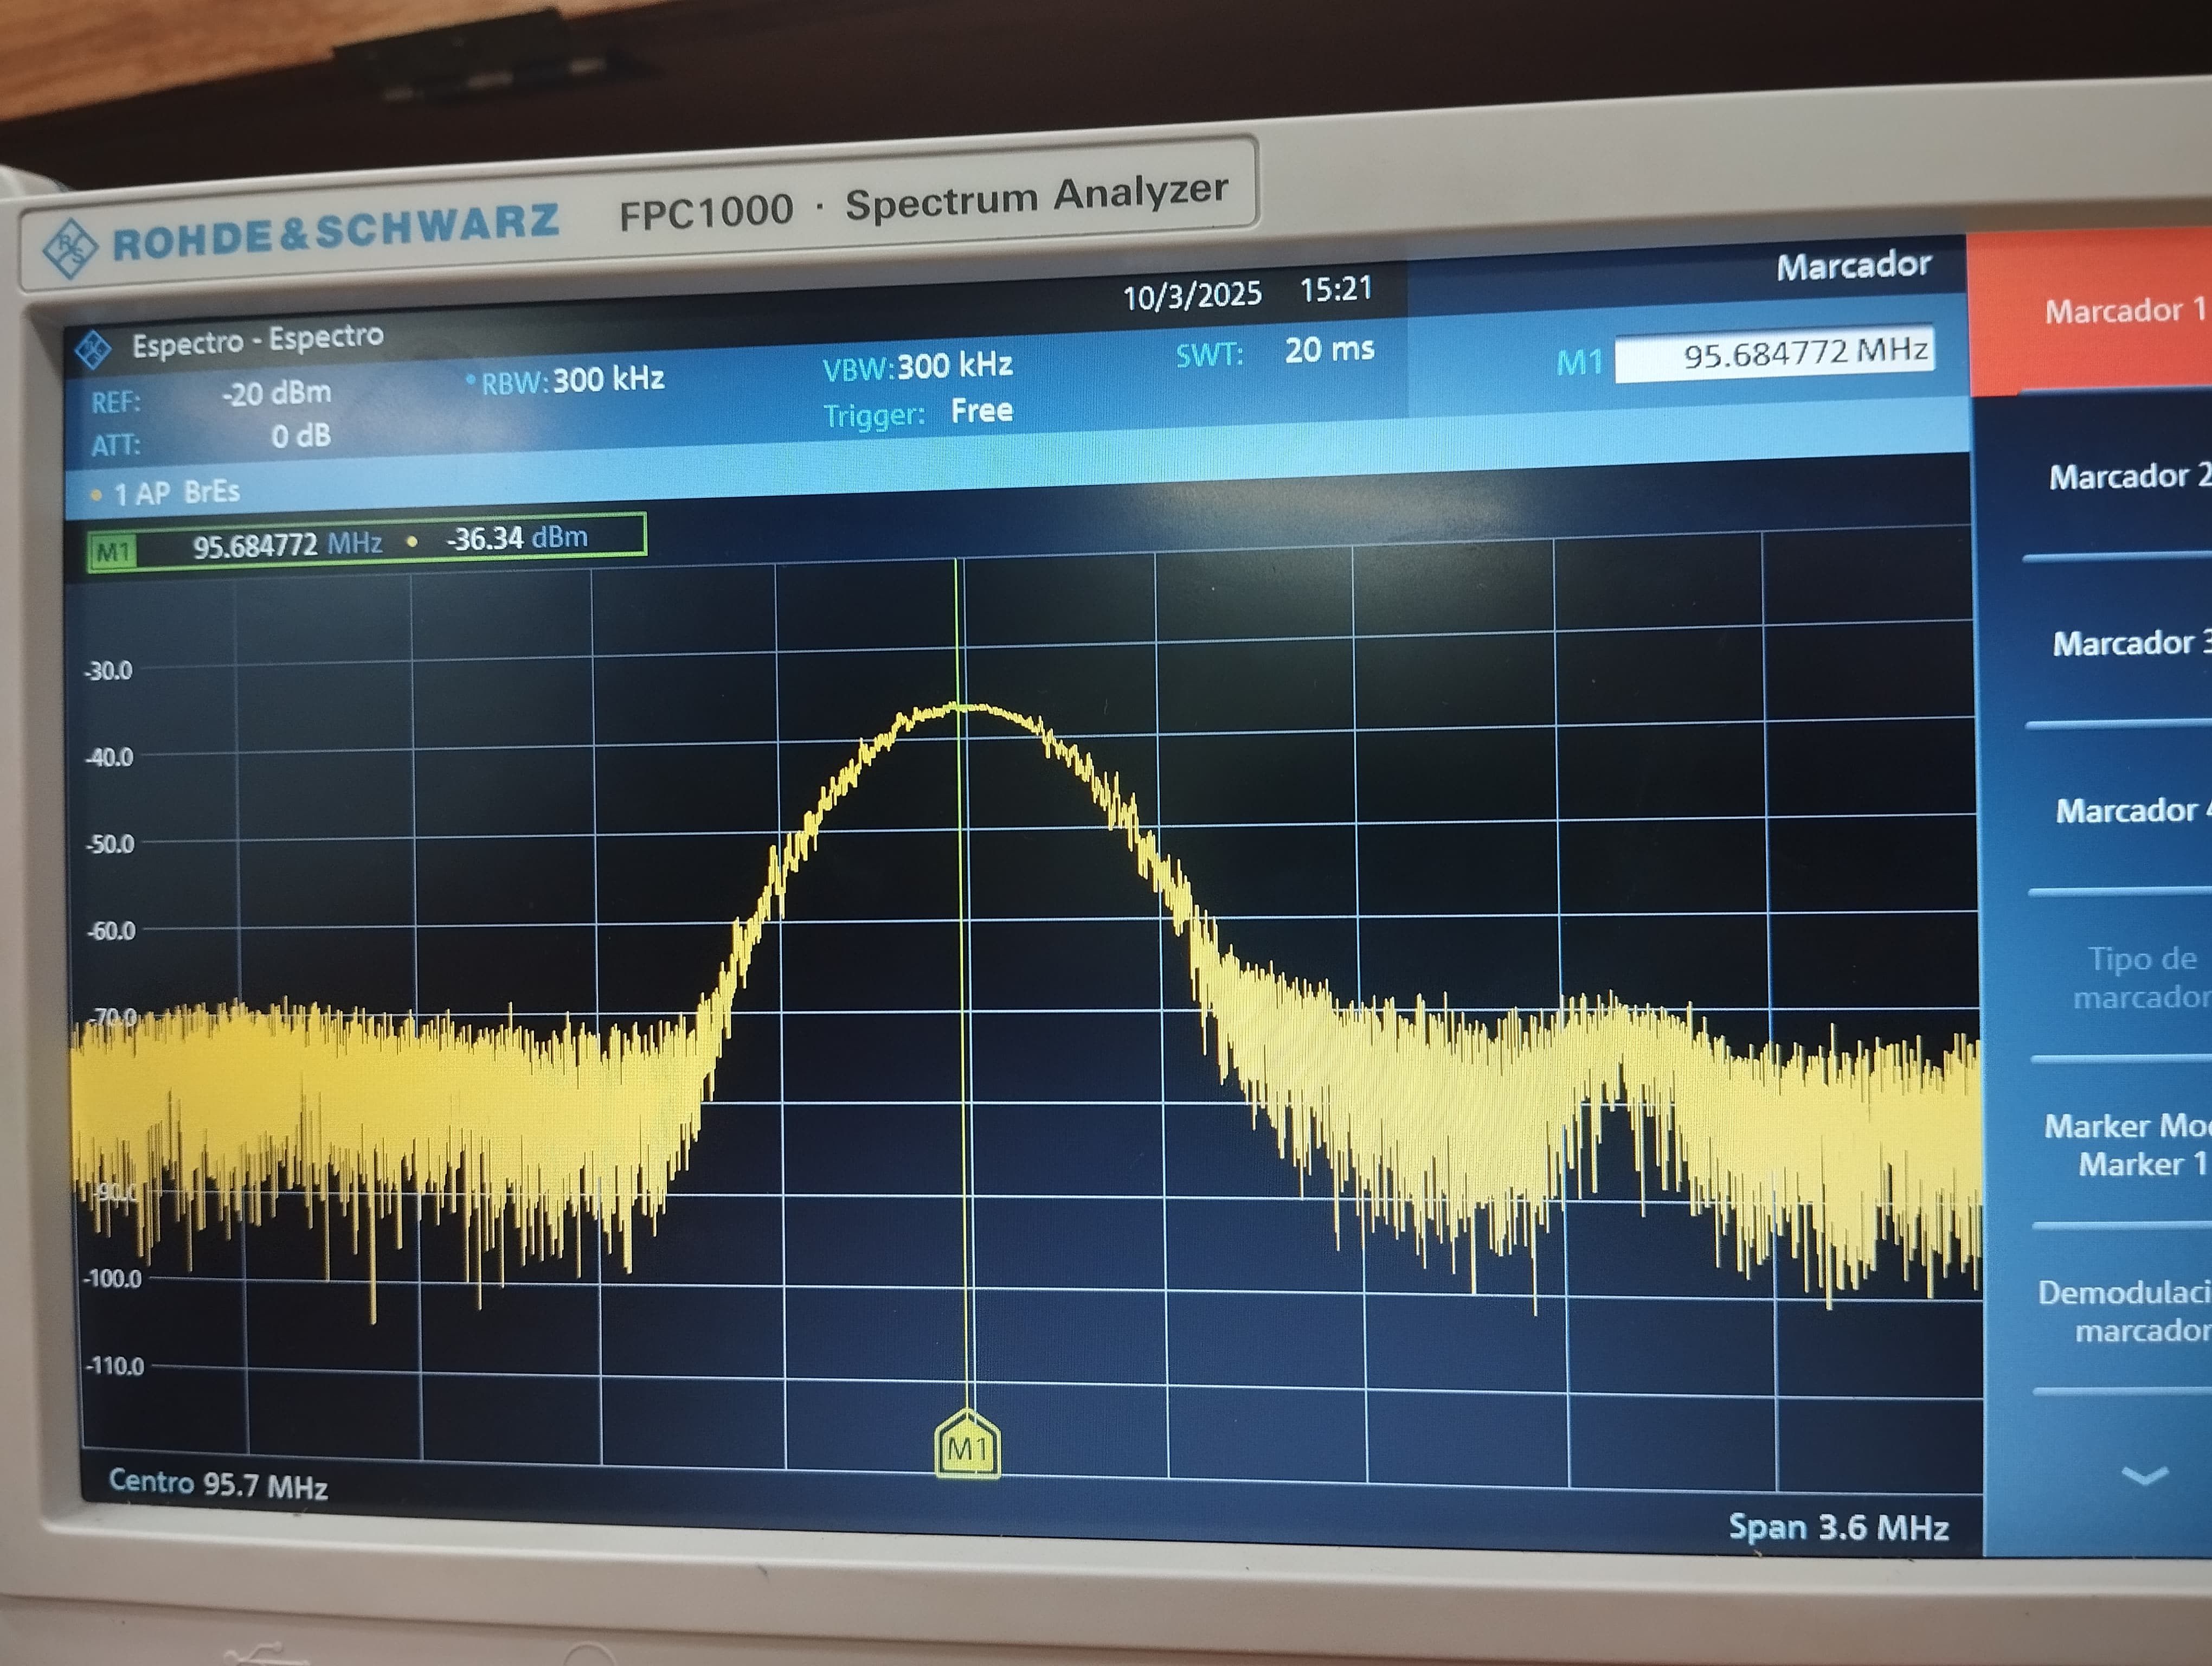 ROHDE & SCHWARZ FPC1000 · Spectrum Analyzer
10/3/2025 15:21 Marcador
Espectro - Espectro
REF: -20 dBm • RBW: 300 kHz VBW: 300 kHz SWT: 20 ms M1 95.684772 MHz
ATT: 0 dB Trigger: Free
• 1 AP BrEs
M1 95.684772 MHz • -36.34 dBm
-30.0
-40.0
-50.0
-60.0
-70.0
-90.0
-100.0
-110.0
M1
Centro 95.7 MHz
Span 3.6 MHz
Marcador 1
Marcador 2
Marcador 3
Marcador 4
Tipo de
marcador
Marker Mod
Marker 1
Demodulaci
marcador